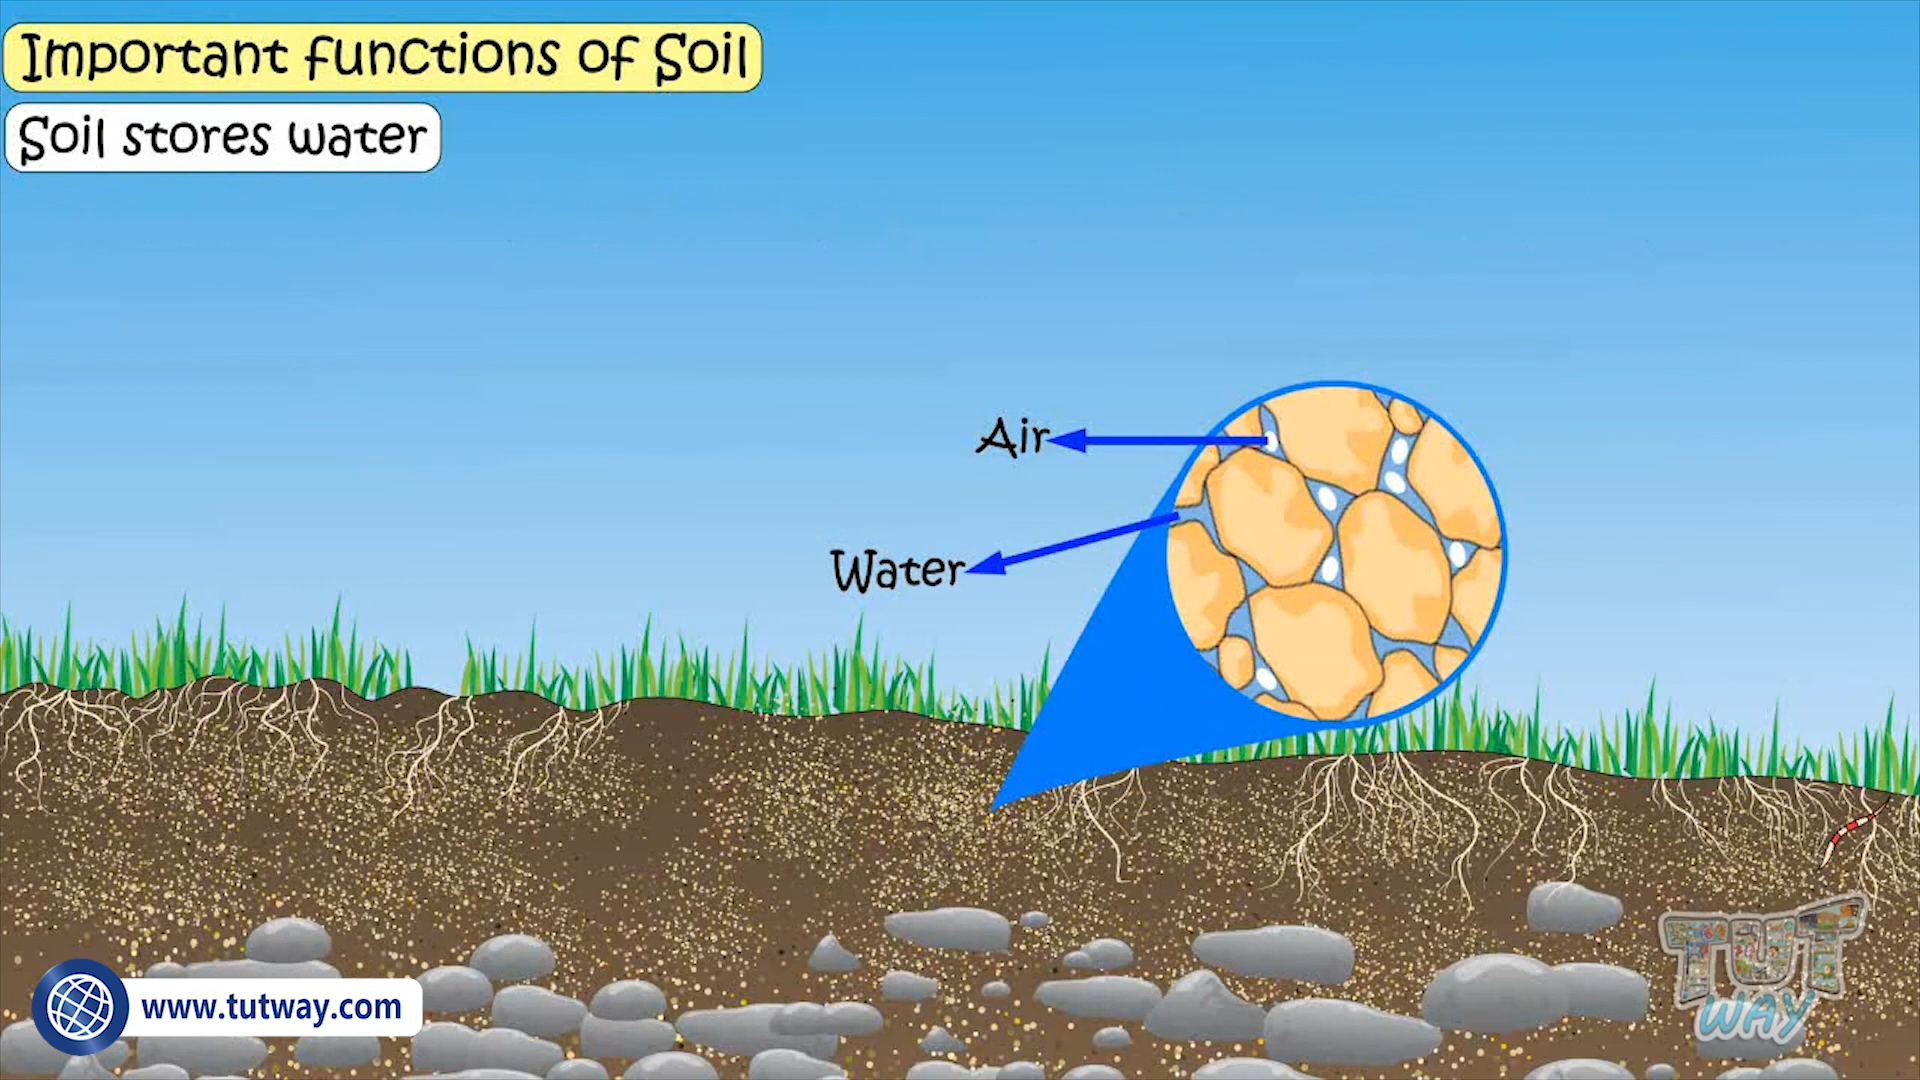 Important functions of Soil
Soil stores water
Air
Water
www.tutway.com
TUT
WAY